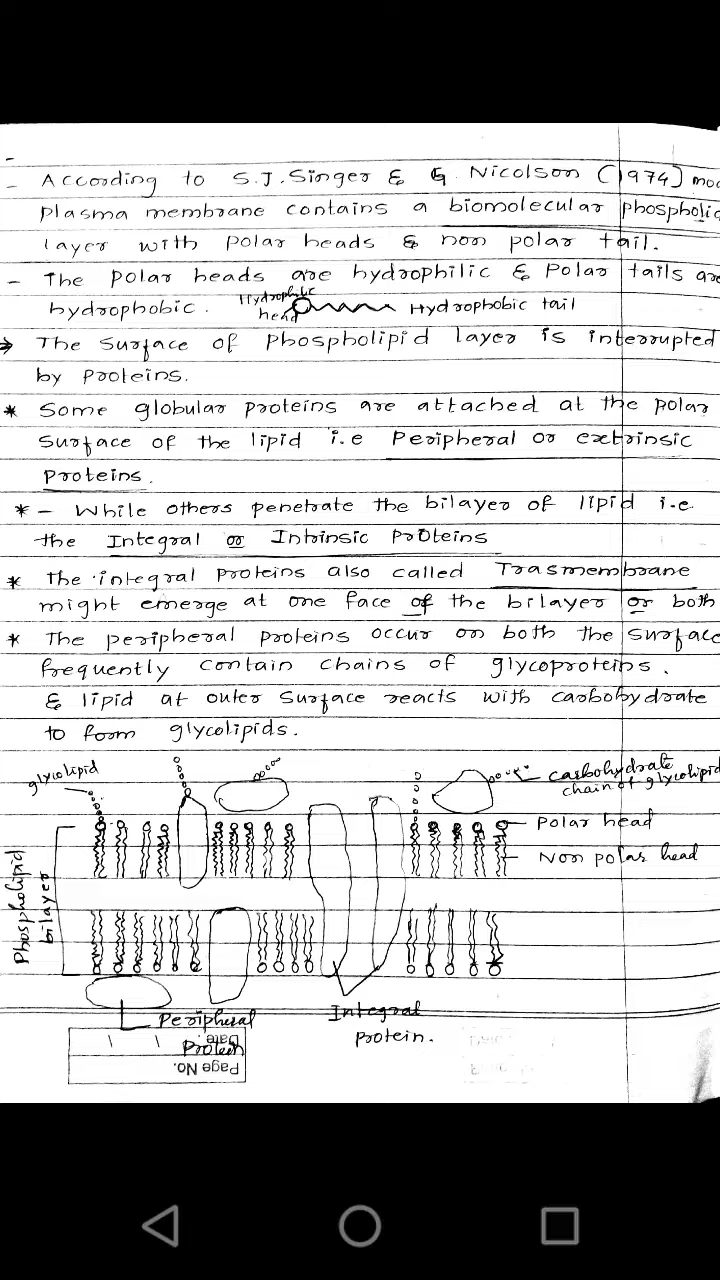 - According to S.J. Singer & G. Nicolson (1974) mod
plasma membrane contains a biomolecular phospholid
layer with polar heads & non polar tail.
- The polar heads are hydrophilic & Polar tails are
hydrophobic. Hydrophilic head Hydrophobic tail
⇒ The surface of phospholipid layer is interrupted
by proteins.
* Some globular proteins are attached at the polar
surface of the lipid i.e Peripheral or extrinsic
Proteins.
* - While others penetrate the bilayer of lipid i.e.
the Integral or Intrinsic proteins
* The integral proteins also called Trasmembrane
might emerge at one face of the bilayer or both
* The peripheral proteins occur on both the surface
frequently contain chains of glycoproteins.
& lipid at outer surface reacts with carbohydrate
to form glycolipids.
glycolipid
carbohydrate
chain of glycolipid
Polar head
Non polar head
Phospholipid
bilayer
Peripheral
Protein
Integral
protein.
Date :
Page No.